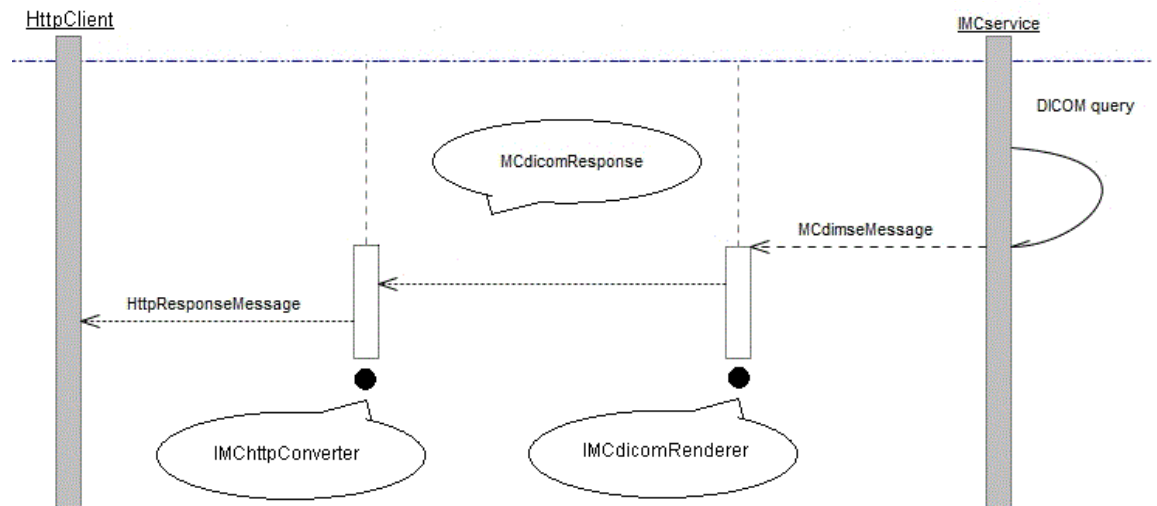 HttpClient
IMCservice
DICOM query
MCdicomResponse
MCdimseMessage
HttpResponseMessage
IMChttpConverter
IMCdicomRenderer